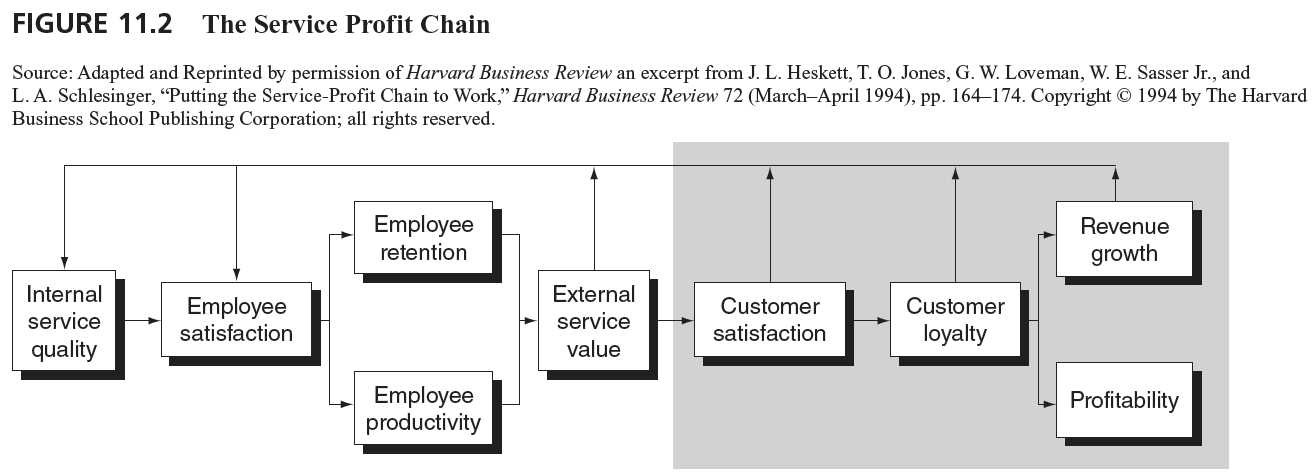 FIGURE 11.2 The Service Profit Chain
Source: Adapted and Reprinted by permission of Harvard Business Review an excerpt from J. L. Heskett, T. O. Jones, G. W. Loveman, W. E. Sasser Jr., and
L. A. Schlesinger, “Putting the Service-Profit Chain to Work,” Harvard Business Review 72 (March–April 1994), pp. 164–174. Copyright © 1994 by The Harvard
Business School Publishing Corporation; all rights reserved.
Internal
service
quality
Employee
satisfaction
Employee
retention
Employee
productivity
External
service
value
Customer
satisfaction
Customer
loyalty
Revenue
growth
Profitability